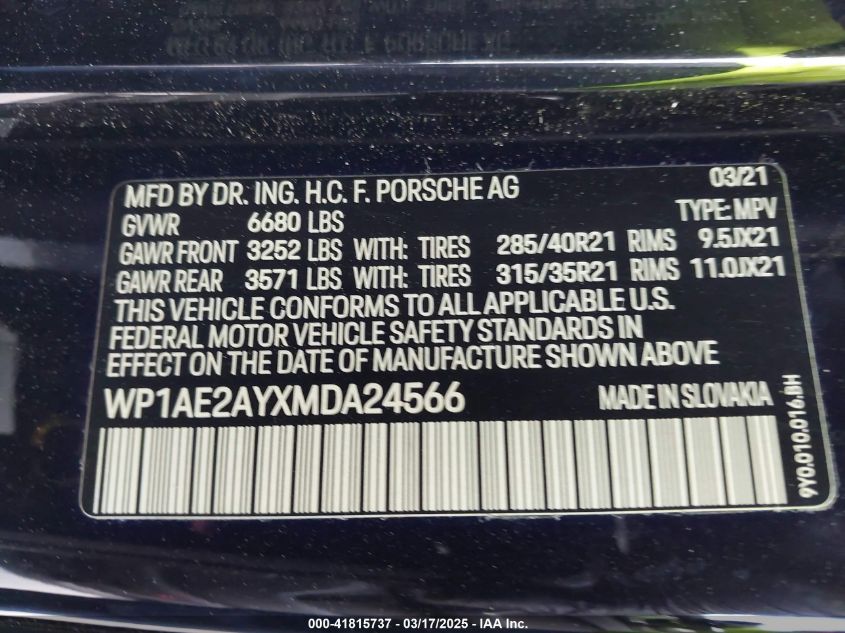 MFD BY DR. ING. H.C. F. PORSCHE AG 03/21
GVWR 6680 LBS TYPE: MPV
GAWR FRONT 3252 LBS WITH: TIRES 285/40R21 RIMS 9.5JX21
GAWR REAR 3571 LBS WITH: TIRES 315/35R21 RIMS 11.0JX21
THIS VEHICLE CONFORMS TO ALL APPLICABLE U.S.
FEDERAL MOTOR VEHICLE SAFETY STANDARDS IN
EFFECT ON THE DATE OF MANUFACTURE SHOWN ABOVE
WP1AE2AYXMDA24566 MADE IN SLOVAKIA
9Y0.010.016.BH
000-41815737 - 03/17/2025 - IAA Inc.